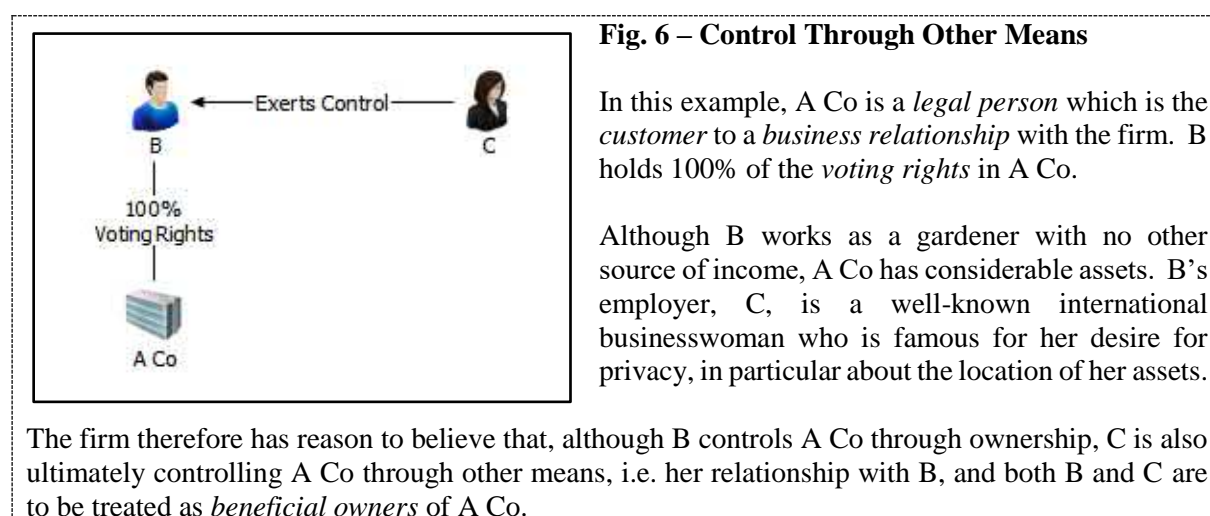 Fig. 6 – Control Through Other Means
Exerts Control
B
C
100%
Voting Rights
A Co
In this example, A Co is a legal person which is the
customer to a business relationship with the firm. B
holds 100% of the voting rights in A Co.
Although B works as a gardener with no other
source of income, A Co has considerable assets. B’s
employer, C, is a well-known international
businesswoman who is famous for her desire for
privacy, in particular about the location of her assets.
The firm therefore has reason to believe that, although B controls A Co through ownership, C is also
ultimately controlling A Co through other means, i.e. her relationship with B, and both B and C are
to be treated as beneficial owners of A Co.